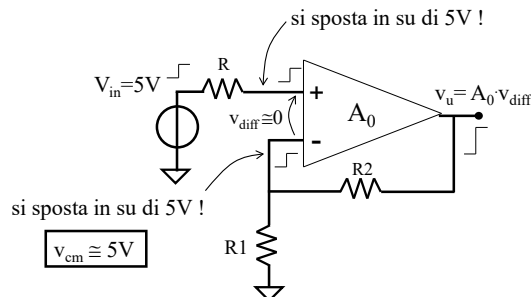 si sposta in su di 5V !
V_in=5V
R
+
v_diff≅0
A_0
v_u= A_0·v_diff
-
R2
si sposta in su di 5V !
v_cm ≅ 5V
R1